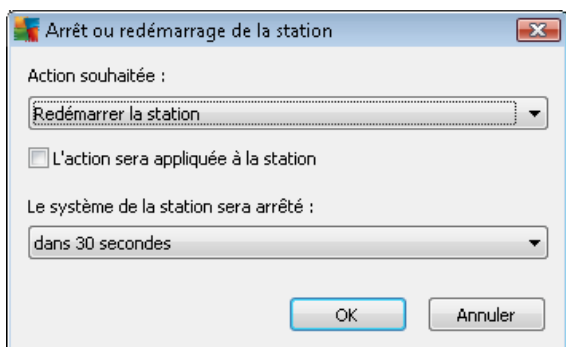 Arrêt ou redémarrage de la station
Action souhaitée :
Redémarrer la station
L'action sera appliquée à la station
Le système de la station sera arrêté :
dans 30 secondes
OK
Annuler